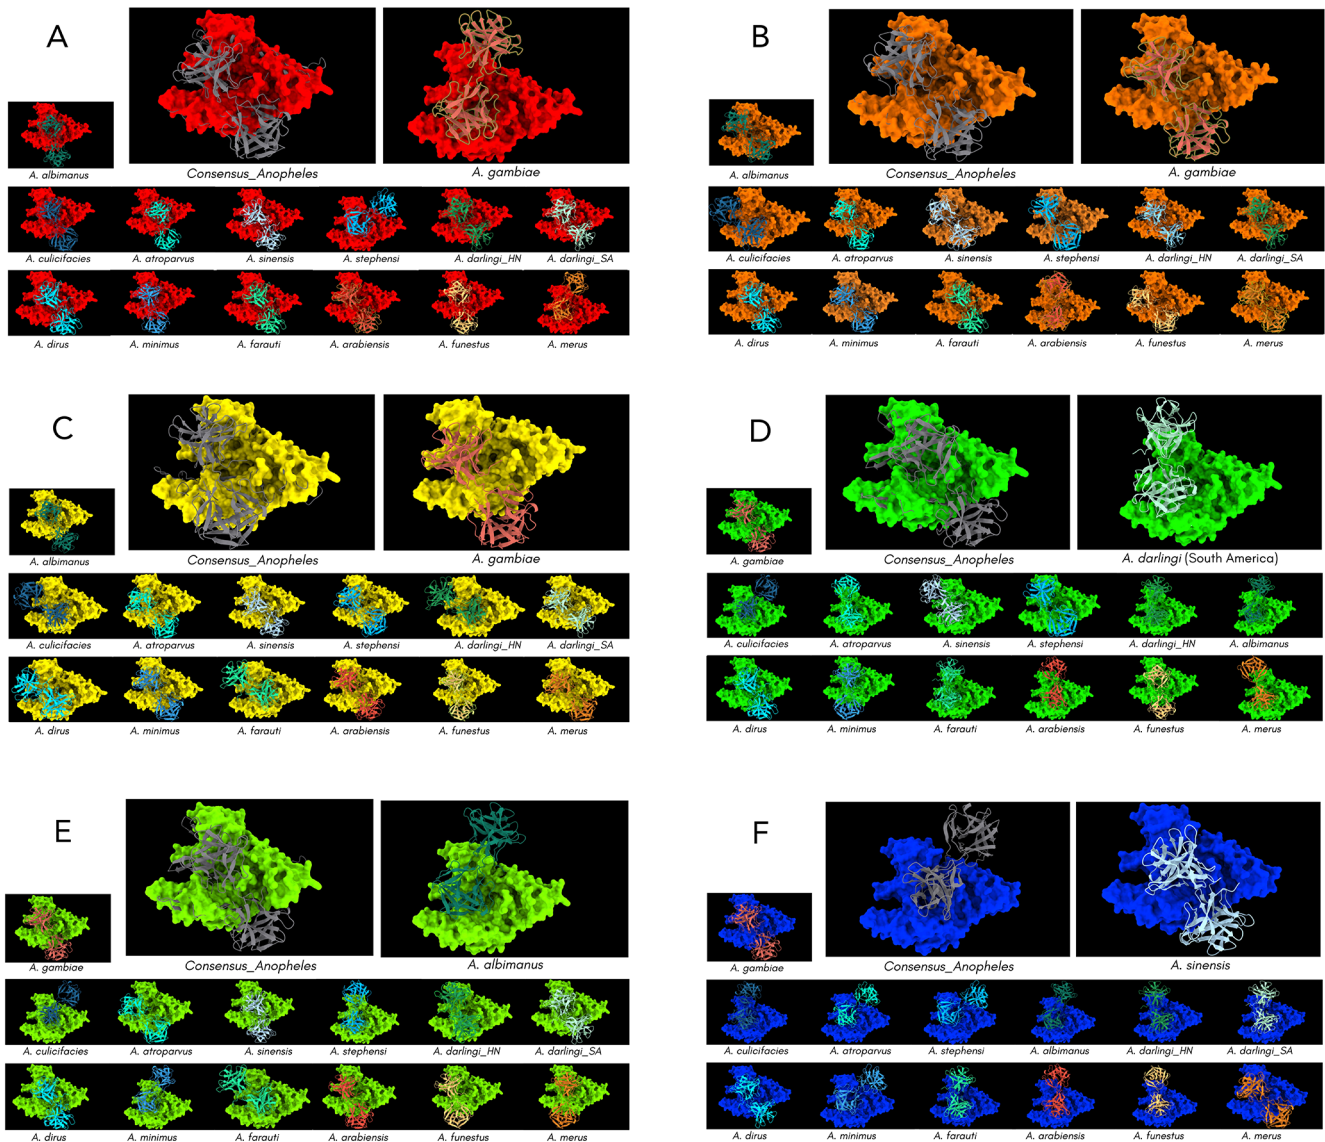 A
A. albimanus
Consensus_Anopheles
A. gambiae
A. culicifacies
A. atroparvus
A. sinensis
A. stephensi
A. darlingi_HN
A. darlingi_SA
A. dirus
A. minimus
A. farauti
A. arabiensis
A. funestus
A. merus
B
A. albimanus
Consensus_Anopheles
A. gambiae
A. culicifacies
A. atroparvus
A. sinensis
A. stephensi
A. darlingi_HN
A. darlingi_SA
A. dirus
A. minimus
A. farauti
A. arabiensis
A. funestus
A. merus
C
A. albimanus
Consensus_Anopheles
A. gambiae
A. culicifacies
A. atroparvus
A. sinensis
A. stephensi
A. darlingi_HN
A. darlingi_SA
A. dirus
A. minimus
A. farauti
A. arabiensis
A. funestus
A. merus
D
A. gambiae
Consensus_Anopheles
A. darlingi (South America)
A. culicifacies
A. atroparvus
A. sinensis
A. stephensi
A. darlingi_HN
A. albimanus
A. dirus
A. minimus
A. farauti
A. arabiensis
A. funestus
A. merus
E
A. gambiae
Consensus_Anopheles
A. albimanus
A. culicifacies
A. atroparvus
A. sinensis
A. stephensi
A. darlingi_HN
A. darlingi_SA
A. dirus
A. minimus
A. farauti
A. arabiensis
A. funestus
A. merus
F
A. gambiae
Consensus_Anopheles
A. sinensis
A. culicifacies
A. atroparvus
A. stephensi
A. albimanus
A. darlingi_HN
A. darlingi_SA
A. dirus
A. minimus
A. farauti
A. arabiensis
A. funestus
A. merus